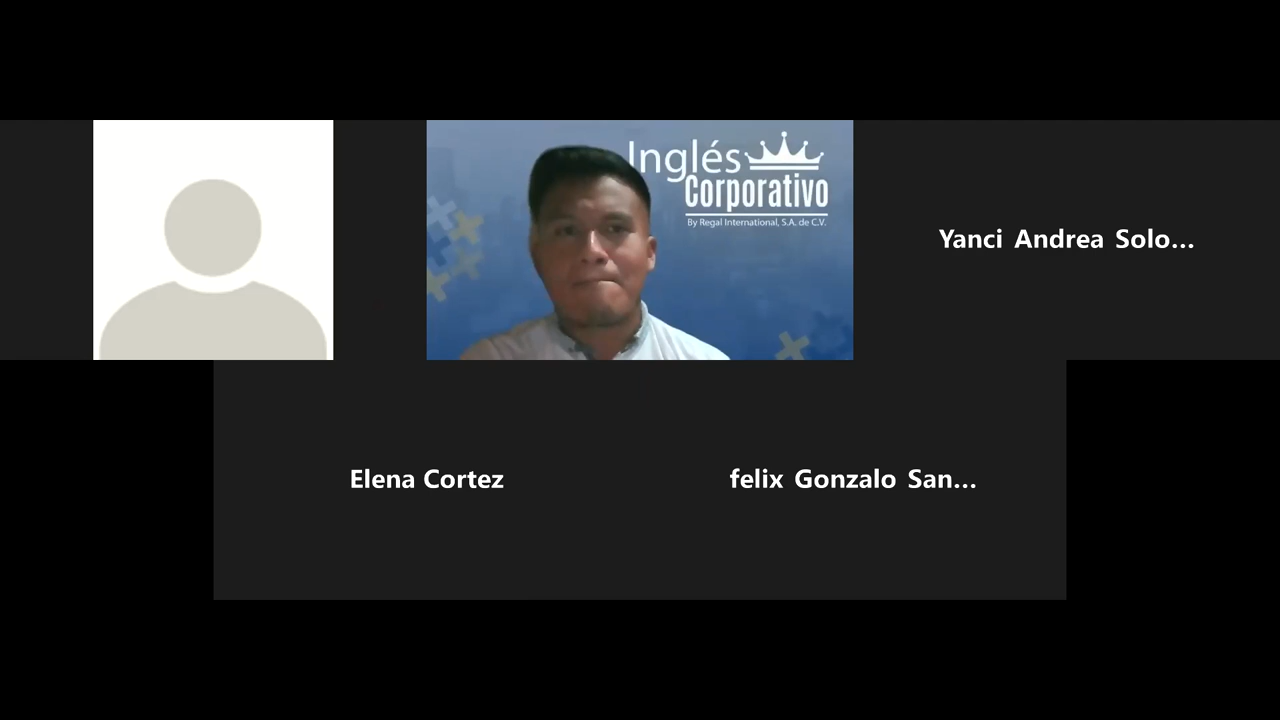 Inglés
Corporativo
By Regal International, S.A. de C.V.
Yanci Andrea Solo...
Elena Cortez
felix Gonzalo San...